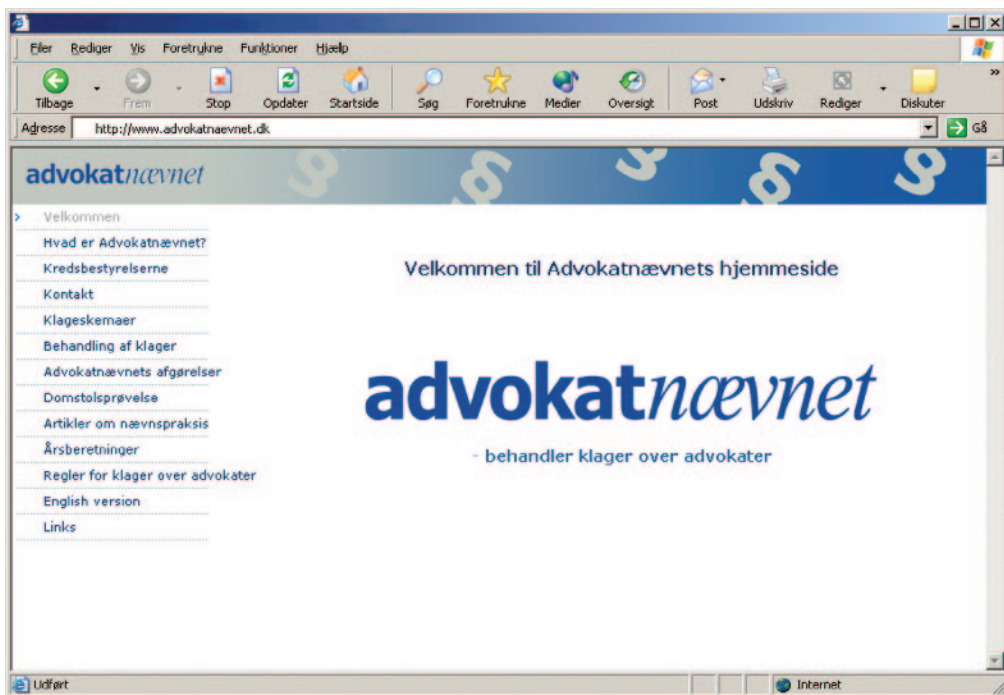 Filer Rediger Vis Foretrukne Funktioner Hjælp
Tilbage Frem Stop Opdater Startside Søg Foretrukne Medier Oversigt Post Udskriv Rediger Diskuter
Adresse http://www.advokatnaevnet.dk Gå
advokatnævnet
Velkommen
Hvad er Advokatnævnet?
Kredsbestyrelserne
Kontakt
Klageskemaer
Behandling af klager
Advokatnævnets afgørelser
Domstolsprøvelse
Artikler om nævnspraksis
Årsberetninger
Regler for klager over advokater
English version
Links
Velkommen til Advokatnævnets hjemmeside
advokatnævnet
- behandler klager over advokater
Udført Internet